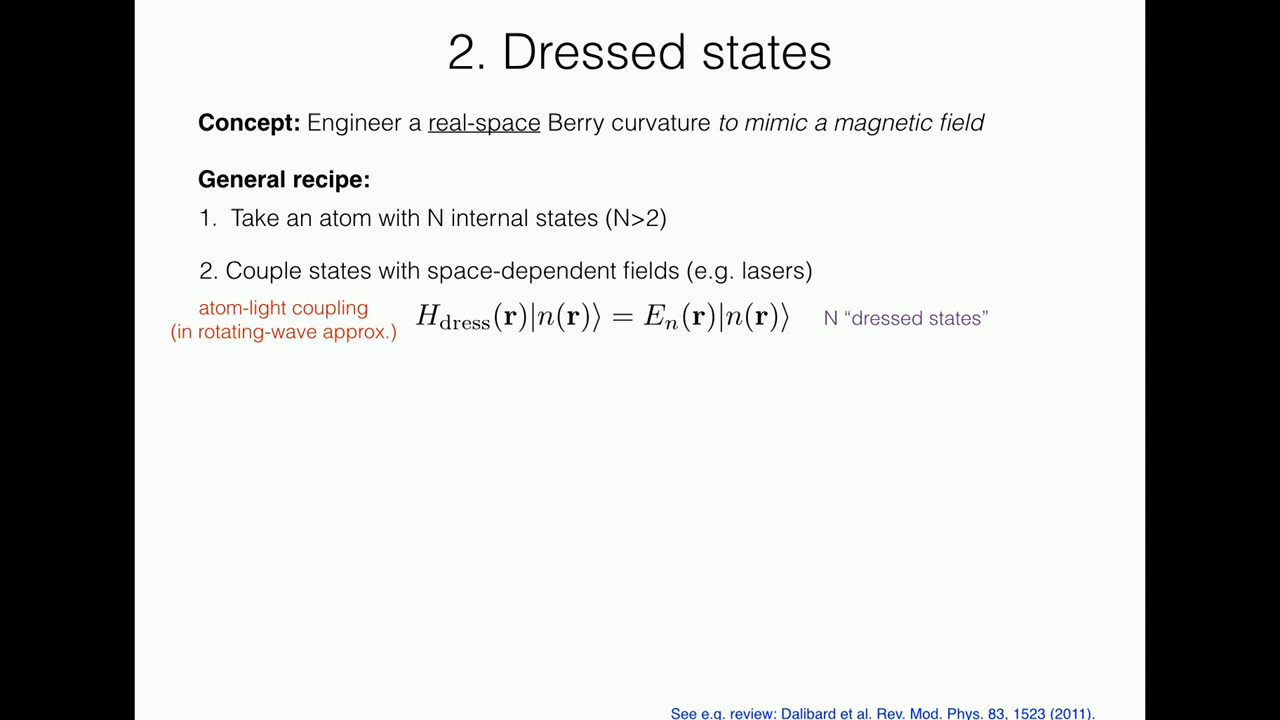 2. Dressed states
Concept: Engineer a real-space Berry curvature to mimic a magnetic field
General recipe:
1. Take an atom with N internal states (N>2)
2. Couple states with space-dependent fields (e.g. lasers)
atom-light coupling
(in rotating-wave approx.)
H_dress(r)|n(r)⟩ = E_n(r)|n(r)⟩
N “dressed states”
See e.g. review: Dalibard et al. Rev. Mod. Phys. 83, 1523 (2011).